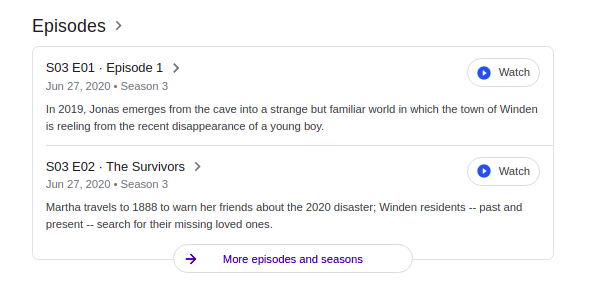 Episodes
S03 E01 · Episode 1
Watch
Jun 27, 2020 • Season 3
In 2019, Jonas emerges from the cave into a strange but familiar world in which the town of Winden
is reeling from the recent disappearance of a young boy.
S03 E02 · The Survivors
Watch
Jun 27, 2020 • Season 3
Martha travels to 1888 to warn her friends about the 2020 disaster; Winden residents -- past and
present -- search for their missing loved ones.
More episodes and seasons